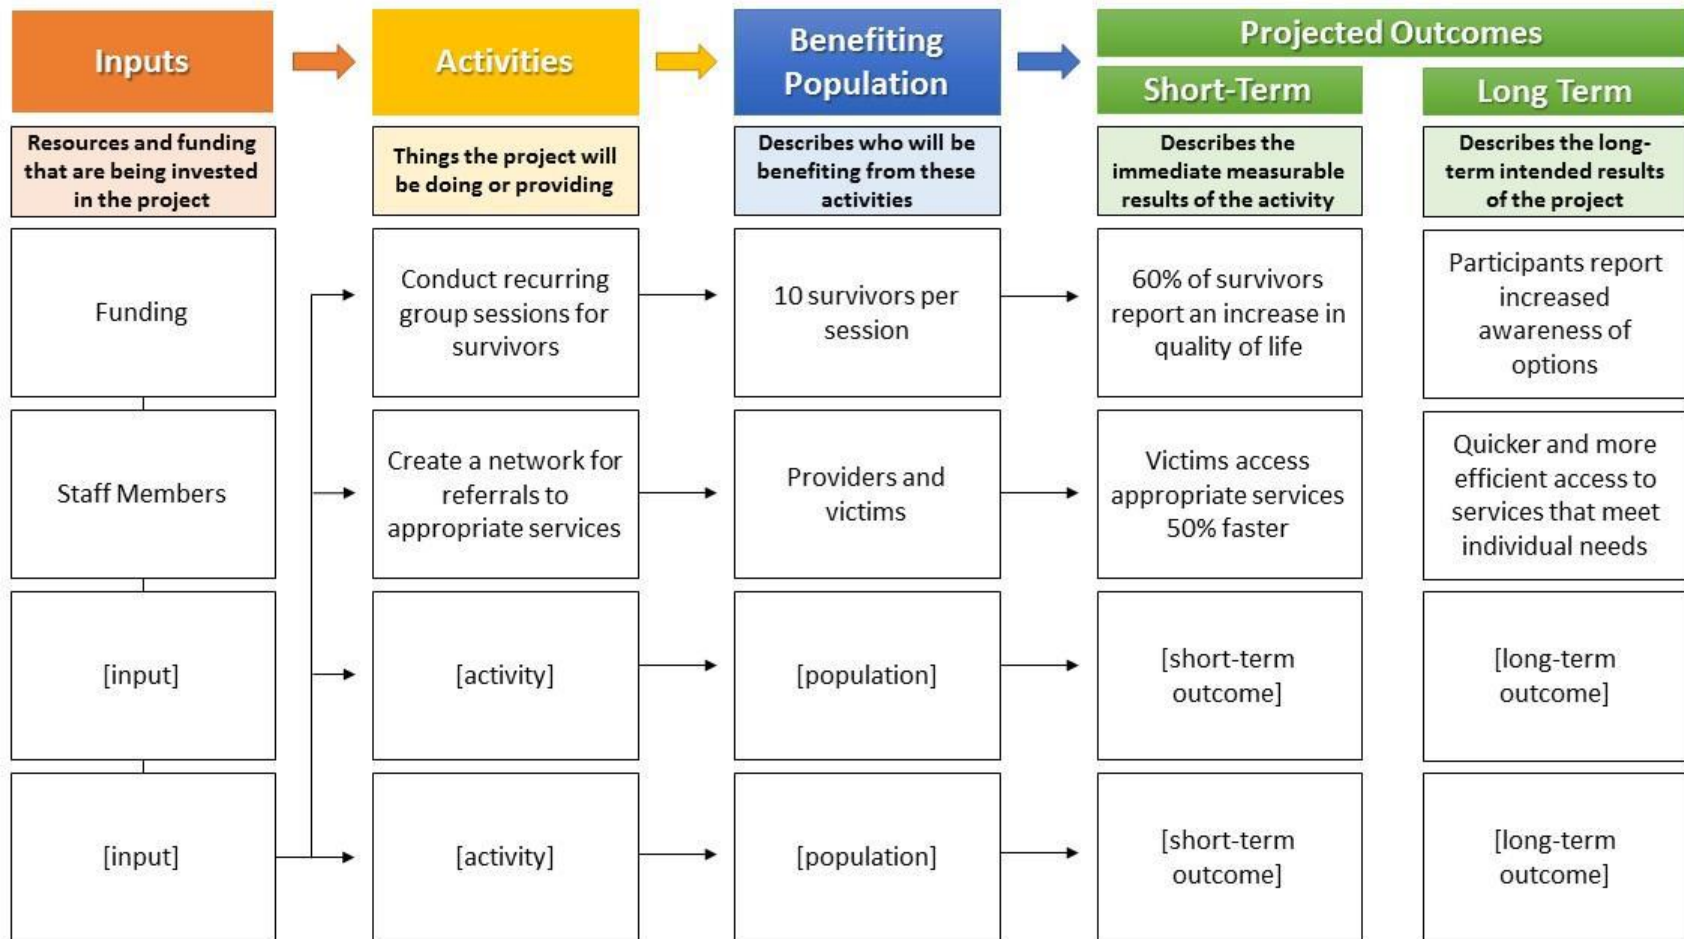 Inputs
Activities
Benefiting
Population
Projected Outcomes
Short-Term
Long Term
Resources and funding
that are being invested
in the project
Things the project will
be doing or providing
Describes who will be
benefiting from these
activities
Describes the
immediate measurable
results of the activity
Describes the long-
term intended results
of the project
Funding
Conduct recurring
group sessions for
survivors
10 survivors per
session
60% of survivors
report an increase in
quality of life
Participants report
increased
awareness of
options
Staff Members
Create a network for
referrals to
appropriate services
Providers and
victims
Victims access
appropriate services
50% faster
Quicker and more
efficient access to
services that meet
individual needs
[input]
[activity]
[population]
[short-term
outcome]
[long-term
outcome]
[input]
[activity]
[population]
[short-term
outcome]
[long-term
outcome]